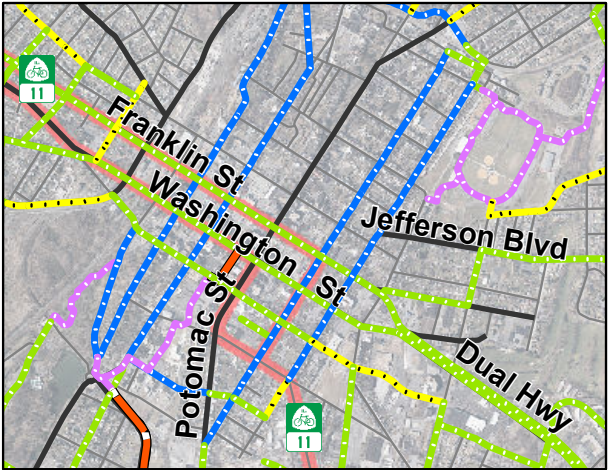 11
Franklin St
Washington St
Jefferson Blvd
Potomac St
Dual Hwy
11